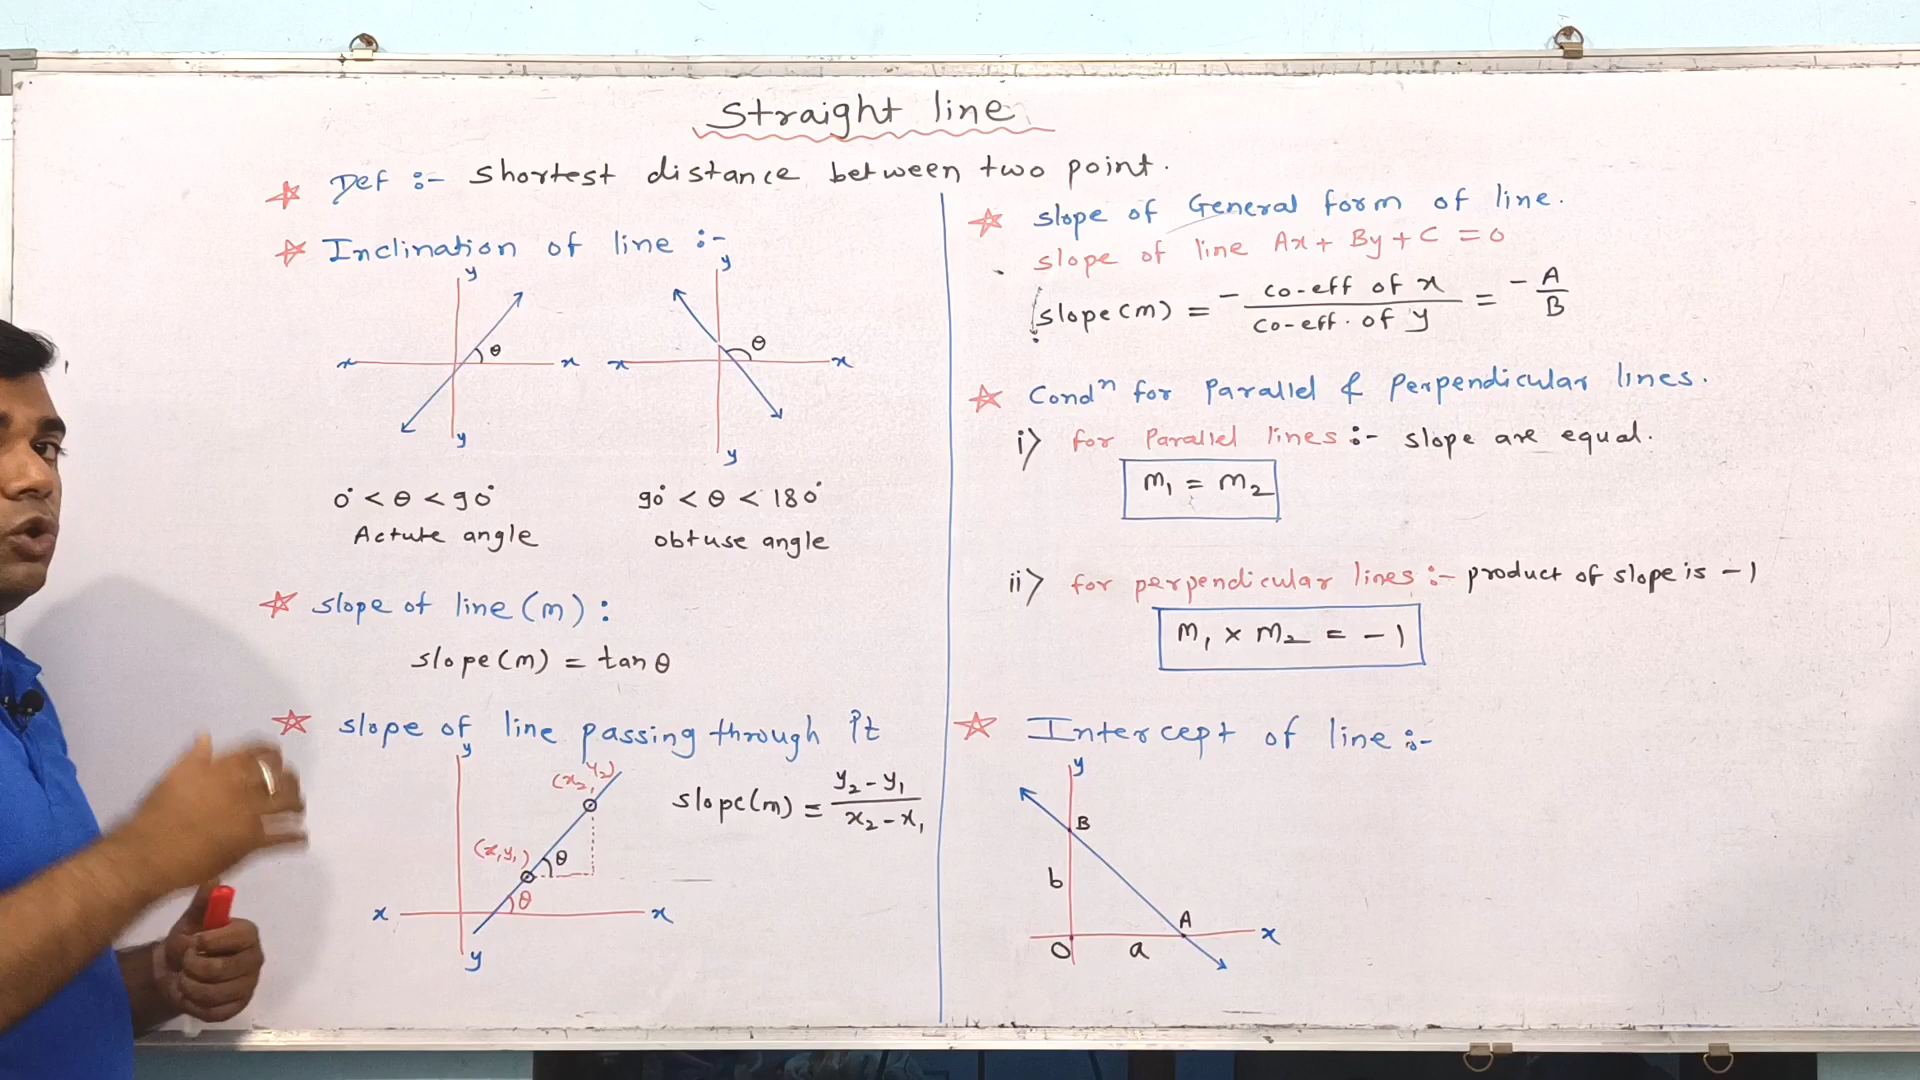 Straight line
Def :- shortest distance between two point.
Inclination of line :-
y
y
θ
θ
x
x
x
x
y
y
0° < θ < 90°
90° < θ < 180°
Actute angle
obtuse angle
slope of line (m) :
slope (m) = tan θ
slope of line passing through Pt
y
(x₂, y₂)
slope (m) = y₂ - y₁ / x₂ - x₁
(x, y₁)
θ
θ
x
x
y
slope of General form of line.
slope of line Ax + By + C = 0
slope (m) = - co-eff of x / co-eff. of y = - A / B
Condⁿ for Parallel & perpendicular lines.
i) for Parallel lines :- slope are equal.
m₁ = m₂
ii) for perpendicular lines :- product of slope is -1
m₁ × m₂ = -1
Intercept of line :-
y
B
b
A
O
a
x